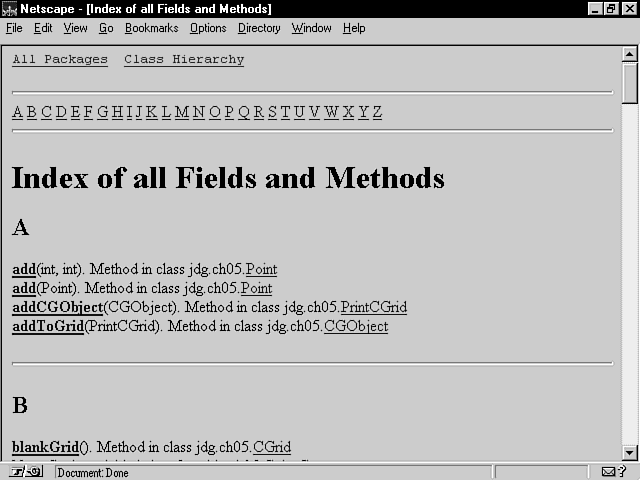 Netscape - [Index of all Fields and Methods]
File Edit View Go Bookmarks Options Directory Window Help
All Packages Class Hierarchy
A B C D E F G H I J K L M N O P Q R S T U V W X Y Z
Index of all Fields and Methods
A
add(int, int). Method in class jdg.ch05.Point
add(Point). Method in class jdg.ch05.Point
addCGObject(CGObject). Method in class jdg.ch05.PrintCGrid
addToGrid(PrintCGrid). Method in class jdg.ch05.CGObject
B
blankGrid(). Method in class jdg.ch05.CGrid
Document: Done
?